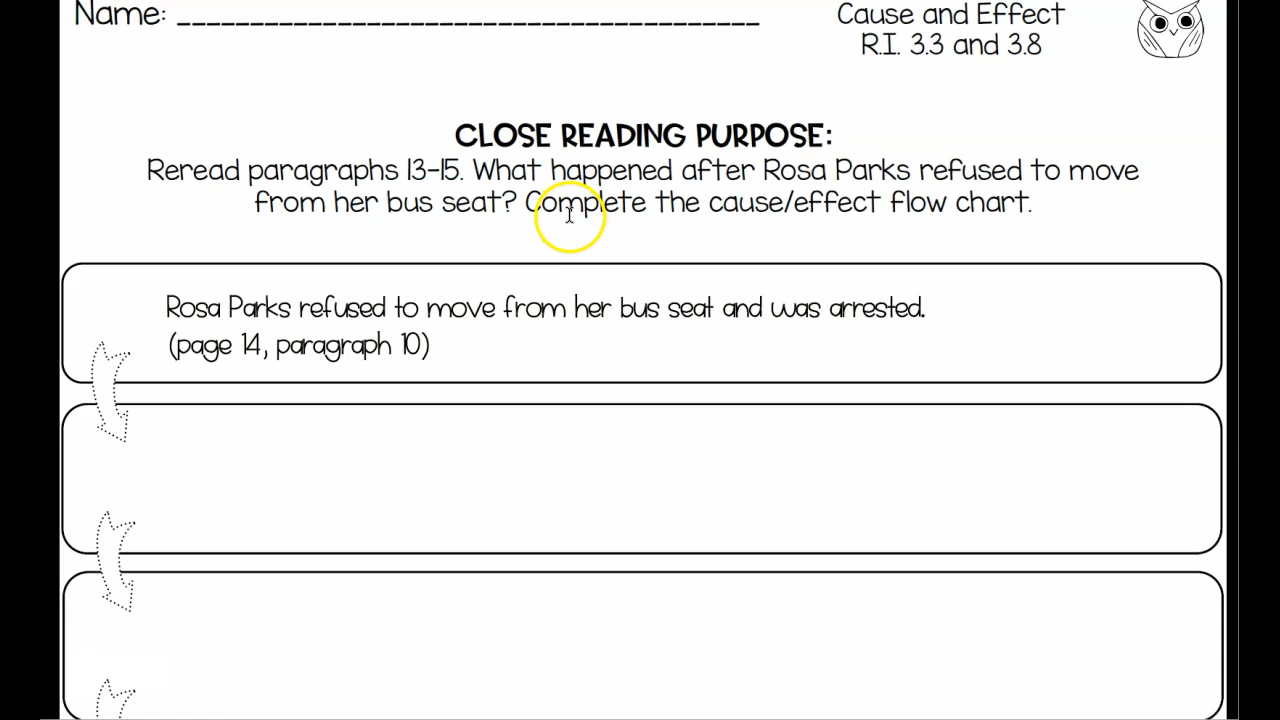 Name: ________________________________________
Cause and Effect
R.I. 3.3 and 3.8
CLOSE READING PURPOSE:
Reread paragraphs 13-15. What happened after Rosa Parks refused to move
from her bus seat? Complete the cause/effect flow chart.
Rosa Parks refused to move from her bus seat and was arrested.
(page 14, paragraph 10)